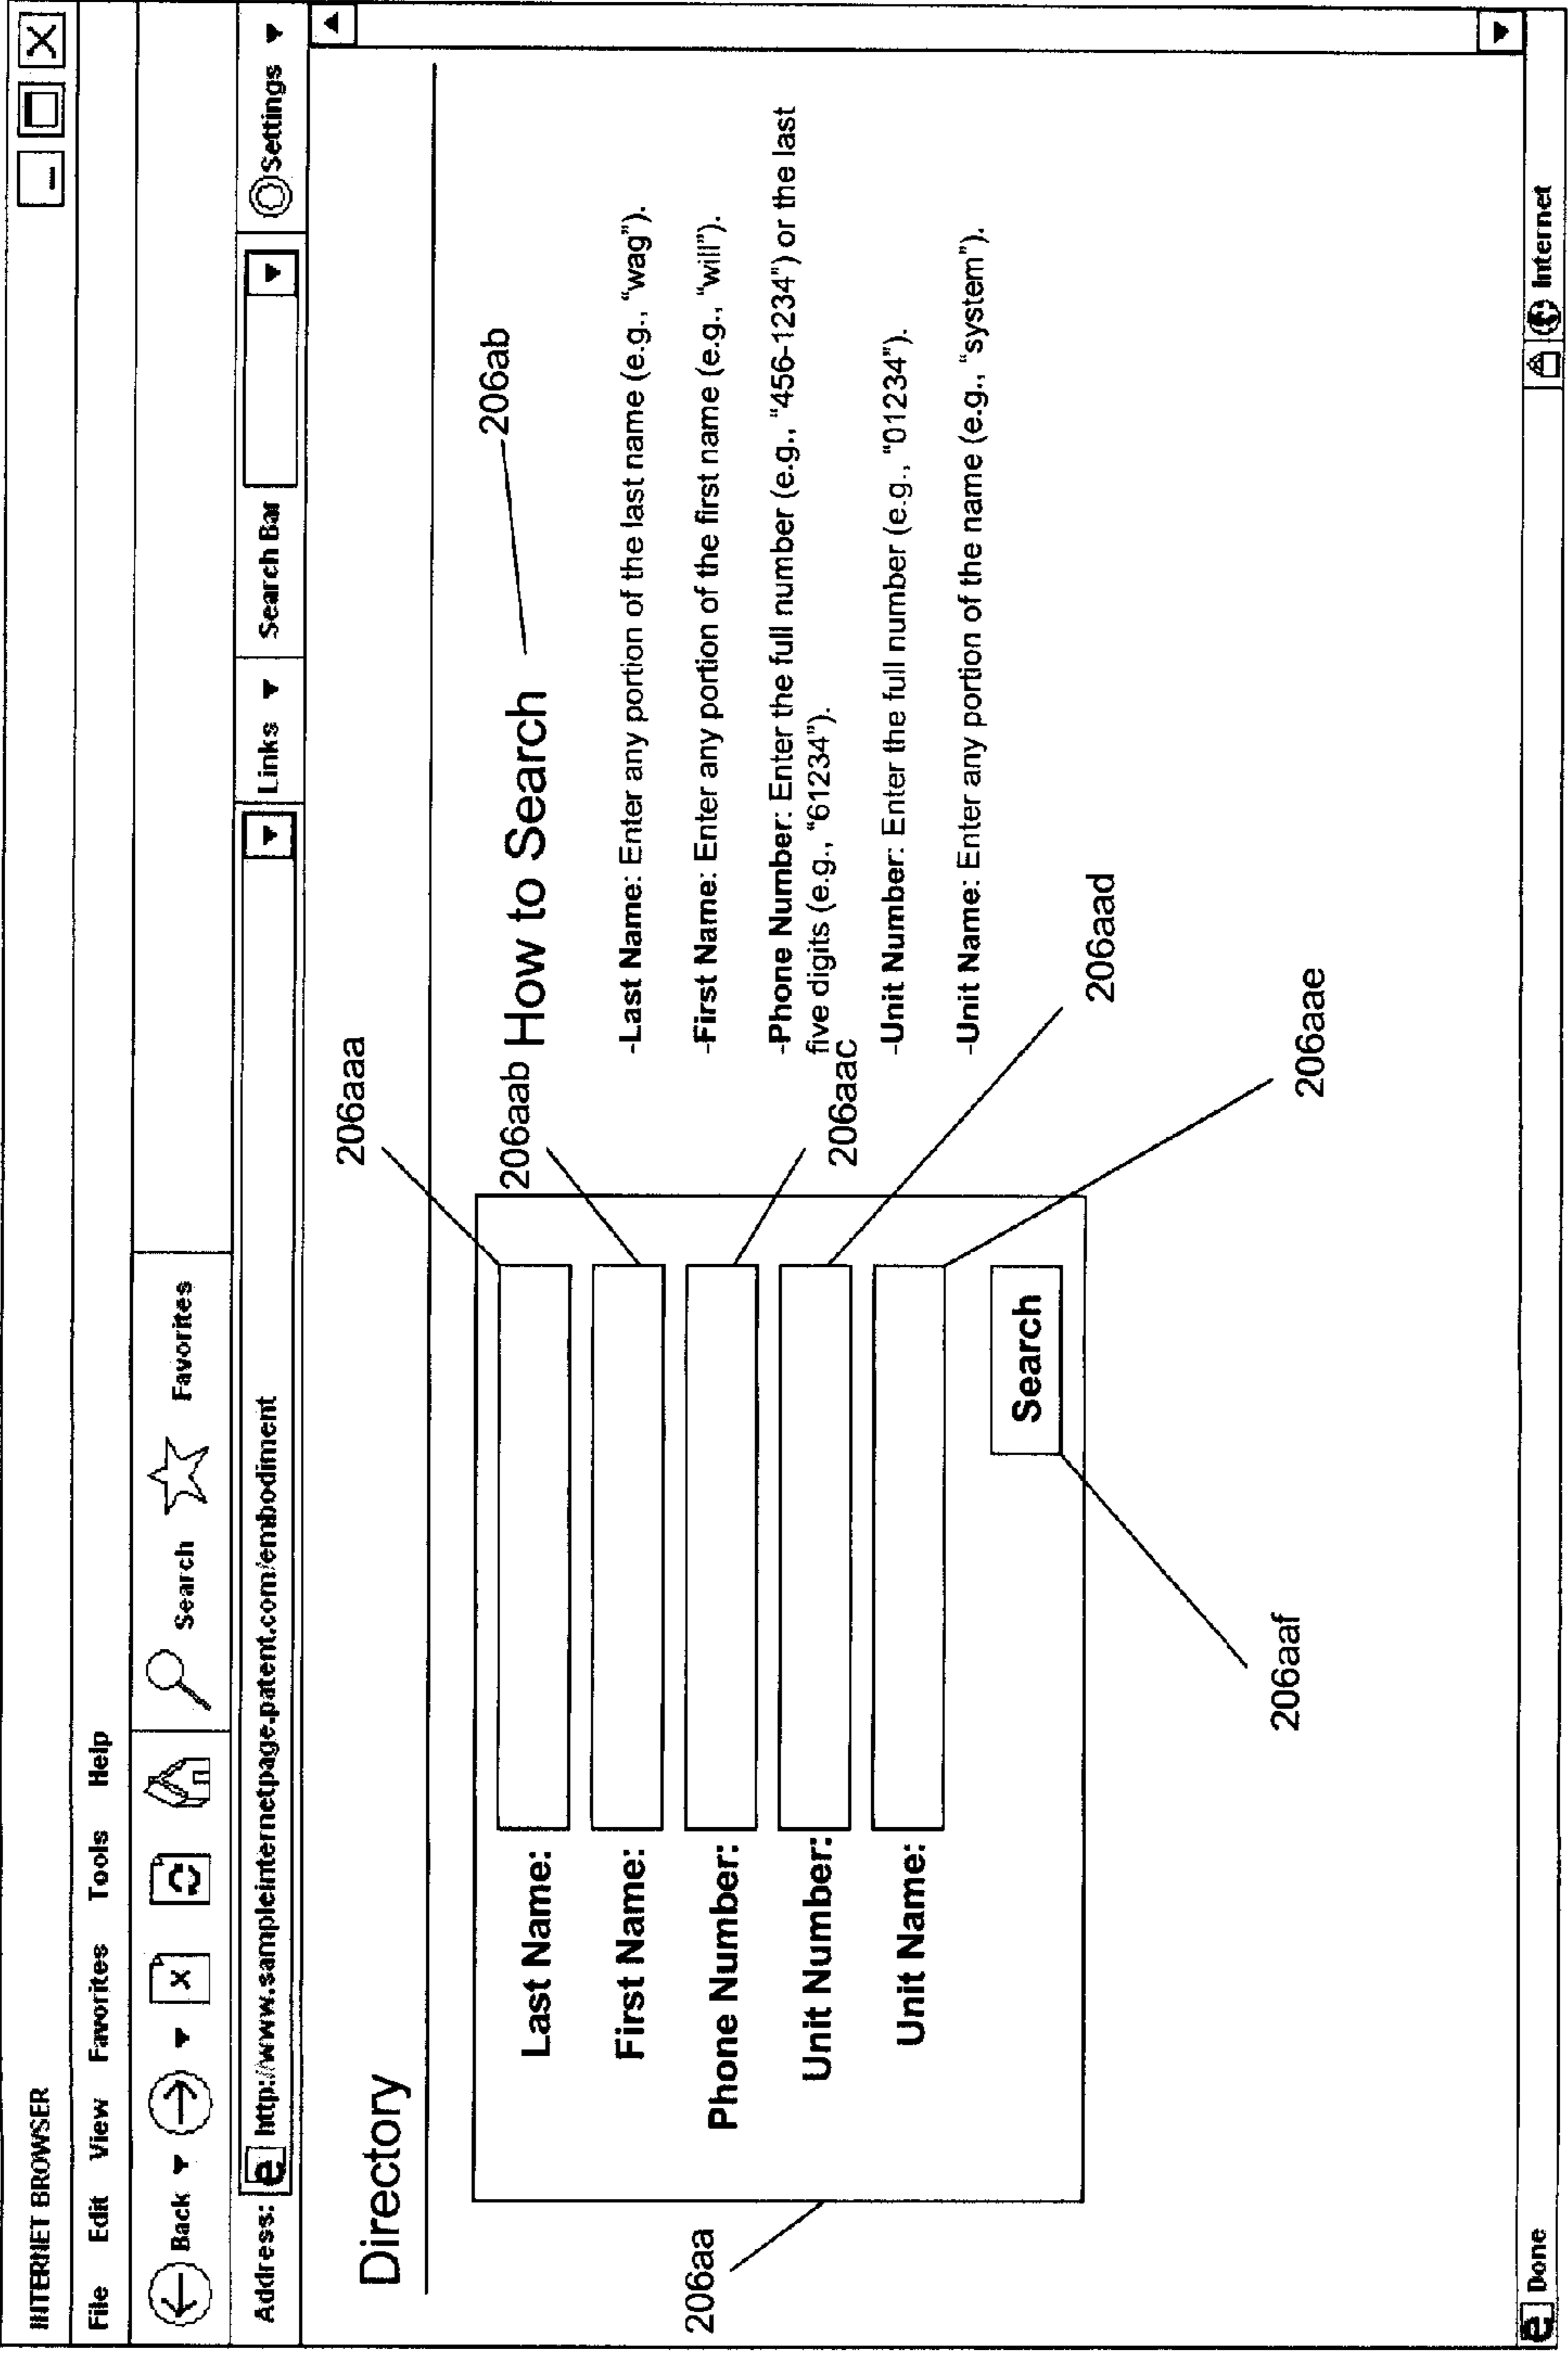 INTERNET BROWSER
File Edit View Favorites Tools Help
Back Search Favorites
Address: http://www.sampleinternetpage.patent.com/embodiment Links Search Bar Settings
Directory
206aaa
206ab
206aab How to Search
Last Name:
-Last Name: Enter any portion of the last name (e.g., “wag”).
First Name:
-First Name: Enter any portion of the first name (e.g., “will”).
206aa
Phone Number:
-Phone Number: Enter the full number (e.g., “456-1234”) or the last
five digits (e.g., “61234”).
206aac
Unit Number:
-Unit Number: Enter the full number (e.g., “01234”).
Unit Name:
-Unit Name: Enter any portion of the name (e.g., “system”).
Search
206aad
206aaf
206aae
e Done Internet